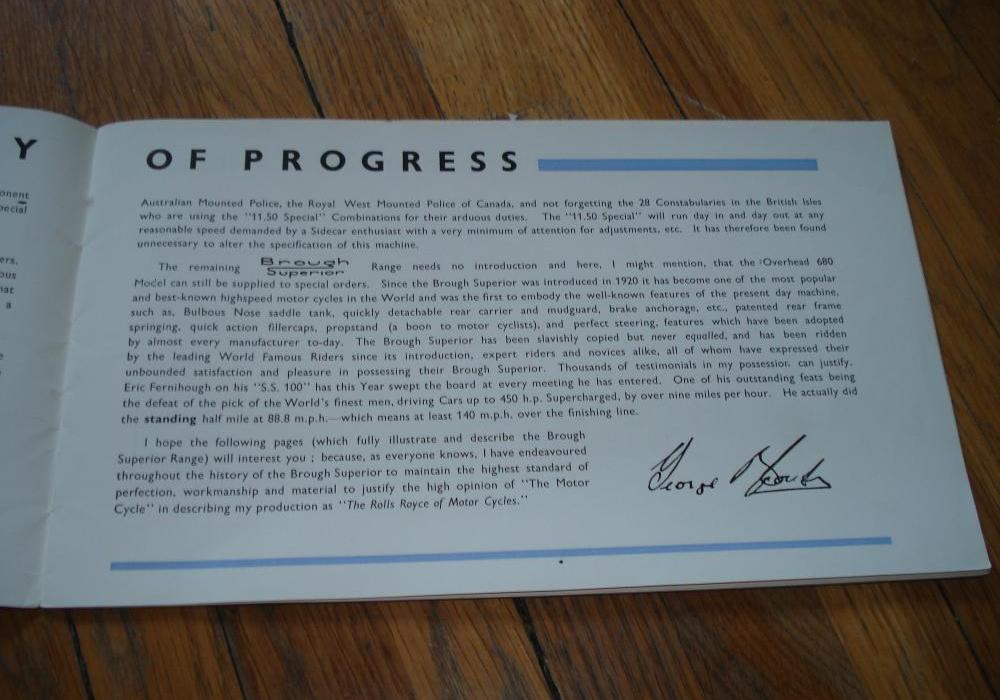 Y
onent
pecial
ers.
ous
hat
a
e
OF PROGRESS
Australian Mounted Police, the Royal West Mounted Police of Canada, and not forgetting the 28 Constabularies in the British Isles
who are using the "11.50 Special" Combinations for their arduous duties. The "11.50 Special" will run day in and day out at any
reasonable speed demanded by a Sidecar enthusiast with a very minimum of attention for adjustments, etc. It has therefore been found
unnecessary to alter the specification of this machine.
The remaining Brough Superior Range needs no introduction and here, I might mention, that the Overhead 680
Model can still be supplied to special orders. Since the Brough Superior was introduced in 1920 it has become one of the most popular
and best-known highspeed motor cycles in the World and was the first to embody the well-known features of the present day machine,
such as, Bulbous Nose saddle tank, quickly detachable rear carrier and mudguard, brake anchorage, etc., patented rear frame
springing, quick action fillercaps, propstand (a boon to motor cyclists), and perfect steering, features which have been adopted
by almost every manufacturer to-day. The Brough Superior has been slavishly copied but never equalled, and has been ridden
by the leading World Famous Riders since its introduction, expert riders and novices alike, all of whom have expressed their
unbounded satisfaction and pleasure in possessing their Brough Superior. Thousands of testimonials in my possession, can justify.
Eric Fernihough on his "S.S. 100" has this Year swept the board at every meeting he has entered. One of his outstanding feats being
the defeat of the pick of the World's finest men, driving Cars up to 450 h.p. Supercharged, by over nine miles per hour. He actually did
the standing half mile at 88.8 m.p.h.—which means at least 140 m.p.h. over the finishing line.
I hope the following pages (which fully illustrate and describe the Brough
Superior Range) will interest you ; because, as everyone knows, I have endeavoured
throughout the history of the Brough Superior to maintain the highest standard of
perfection, workmanship and material to justify the high opinion of "The Motor
Cycle" in describing my production as "The Rolls Royce of Motor Cycles."
George Brough